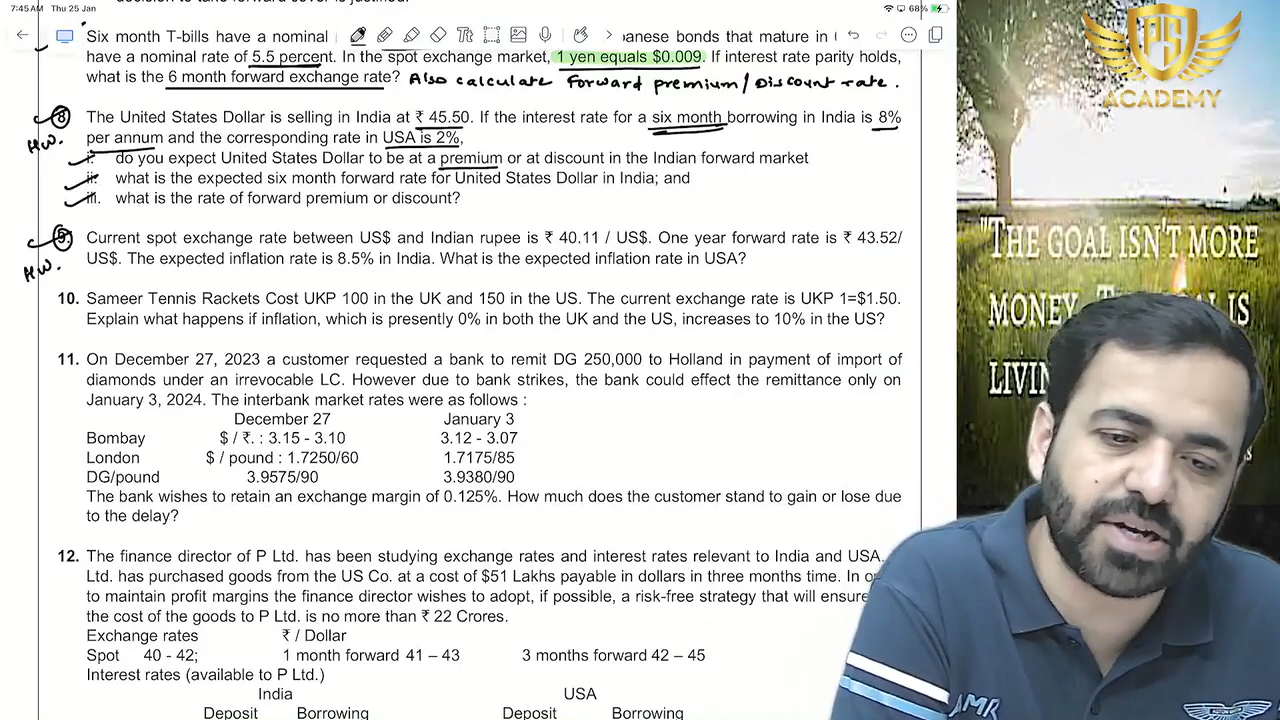 7:45 AM Thu 25 Jan
68%
Six month T-bills have a nominal
anese bonds that mature in
have a nominal rate of 5.5 percent. In the spot exchange market, 1 yen equals $0.009. If interest rate parity holds,
what is the 6 month forward exchange rate? Also calculate Forward premium/Discount rate.
8. The United States Dollar is selling in India at ₹ 45.50. If the interest rate for a six month borrowing in India is 8%
HW. per annum and the corresponding rate in USA is 2%,
i. do you expect United States Dollar to be at a premium or at discount in the Indian forward market
ii. what is the expected six month forward rate for United States Dollar in India; and
iii. what is the rate of forward premium or discount?
9. Current spot exchange rate between US$ and Indian rupee is ₹ 40.11 / US$. One year forward rate is ₹ 43.52/
HW. US$. The expected inflation rate is 8.5% in India. What is the expected inflation rate in USA?
10. Sameer Tennis Rackets Cost UKP 100 in the UK and 150 in the US. The current exchange rate is UKP 1=$1.50.
Explain what happens if inflation, which is presently 0% in both the UK and the US, increases to 10% in the US?
11. On December 27, 2023 a customer requested a bank to remit DG 250,000 to Holland in payment of import of
diamonds under an irrevocable LC. However due to bank strikes, the bank could effect the remittance only on
January 3, 2024. The interbank market rates were as follows :
December 27 January 3
Bombay $ / ₹. : 3.15 - 3.10 3.12 - 3.07
London $ / pound : 1.7250/60 1.7175/85
DG/pound 3.9575/90 3.9380/90
The bank wishes to retain an exchange margin of 0.125%. How much does the customer stand to gain or lose due
to the delay?
12. The finance director of P Ltd. has been studying exchange rates and interest rates relevant to India and USA.
Ltd. has purchased goods from the US Co. at a cost of $51 Lakhs payable in dollars in three months time. In
to maintain profit margins the finance director wishes to adopt, if possible, a risk-free strategy that will ensure
the cost of the goods to P Ltd. is no more than ₹ 22 Crores.
Exchange rates ₹ / Dollar
Spot 40 - 42; 1 month forward 41 – 43 3 months forward 42 – 45
Interest rates (available to P Ltd.)
India USA
Deposit Borrowing Deposit Borrowing
PS
ACADEMY
"THE GOAL ISN'T MORE
MONEY,
IS
LIVIN
AMR